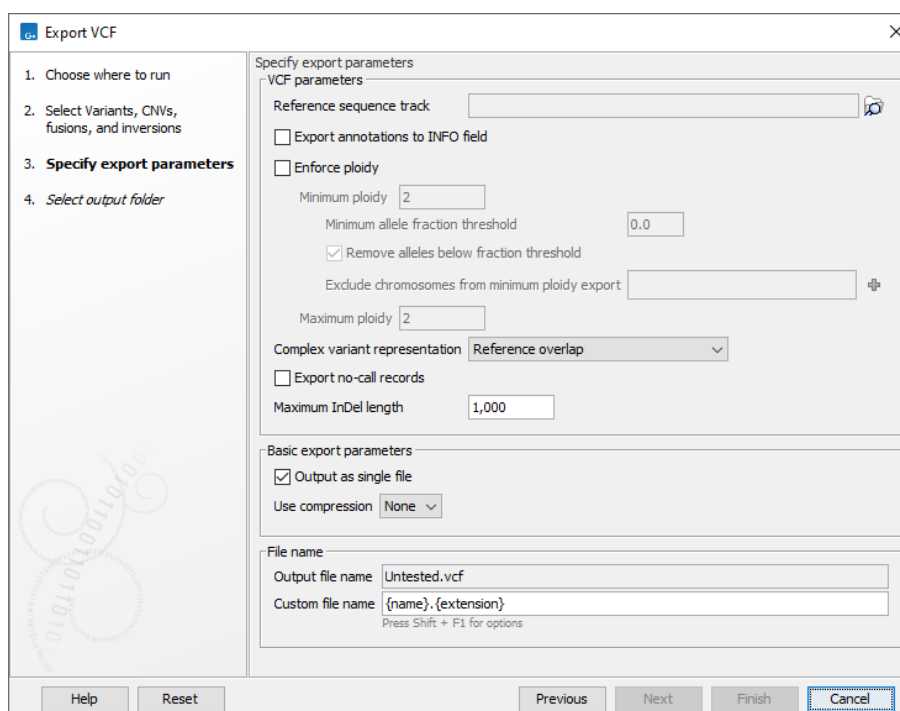 Export VCF
1. Choose where to run
2. Select Variants, CNVs,
fusions, and inversions
3. Specify export parameters
4. Select output folder
Specify export parameters
VCF parameters
Reference sequence track
Export annotations to INFO field
Enforce ploidy
Minimum ploidy 2
Minimum allele fraction threshold 0.0
Remove alleles below fraction threshold
Exclude chromosomes from minimum ploidy export
Maximum ploidy 2
Complex variant representation Reference overlap
Export no-call records
Maximum InDel length 1,000
Basic export parameters
Output as single file
Use compression None
File name
Output file name Untested.vcf
Custom file name {name}.{extension}
Press Shift + F1 for options
Help Reset Previous Next Finish Cancel